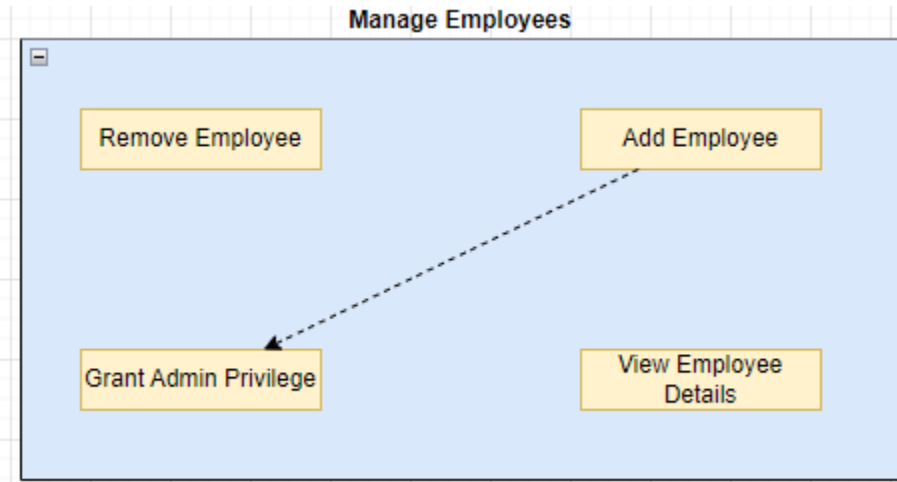 Manage Employees
Remove Employee
Add Employee
Grant Admin Privilege
View Employee
Details